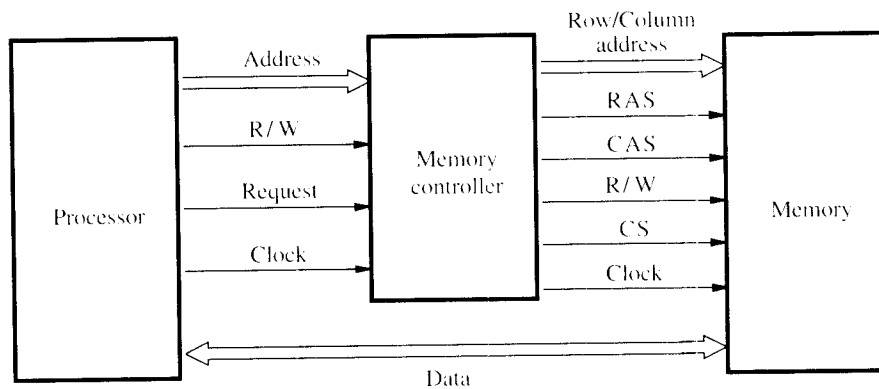 Processor
Address
R/W
Request
Clock
Memory
controller
Row/Column
address
RAS
CAS
R/W
CS
Clock
Memory
Data